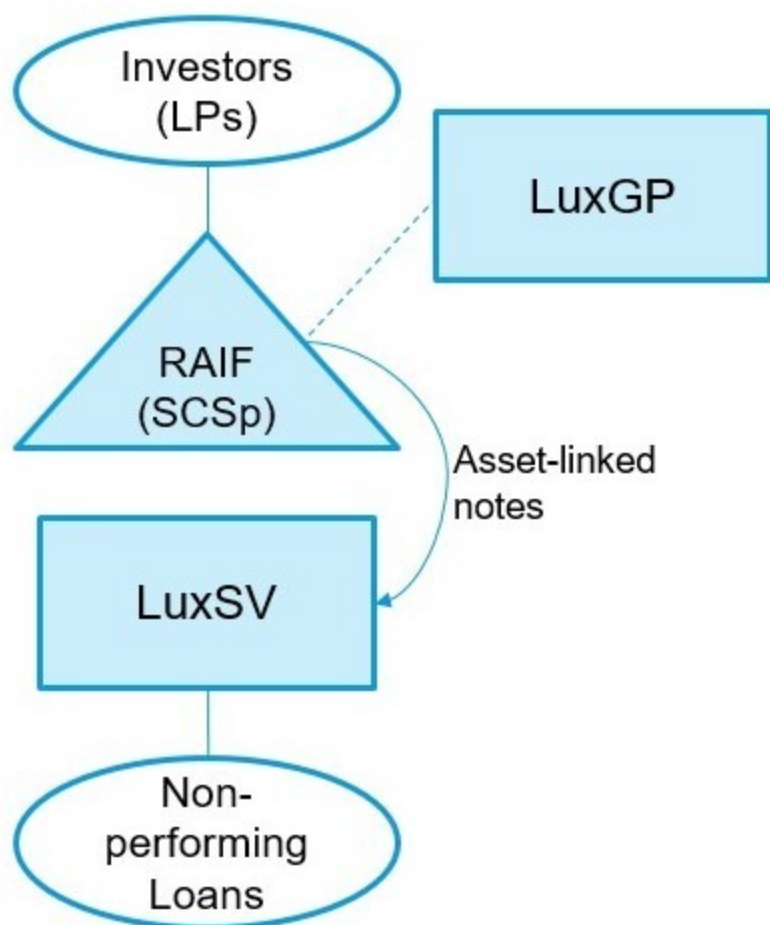 Investors
(LPs)
LuxGP
RAIF
(SCSp)
Asset-linked
notes
LuxSV
Non-
performing
Loans